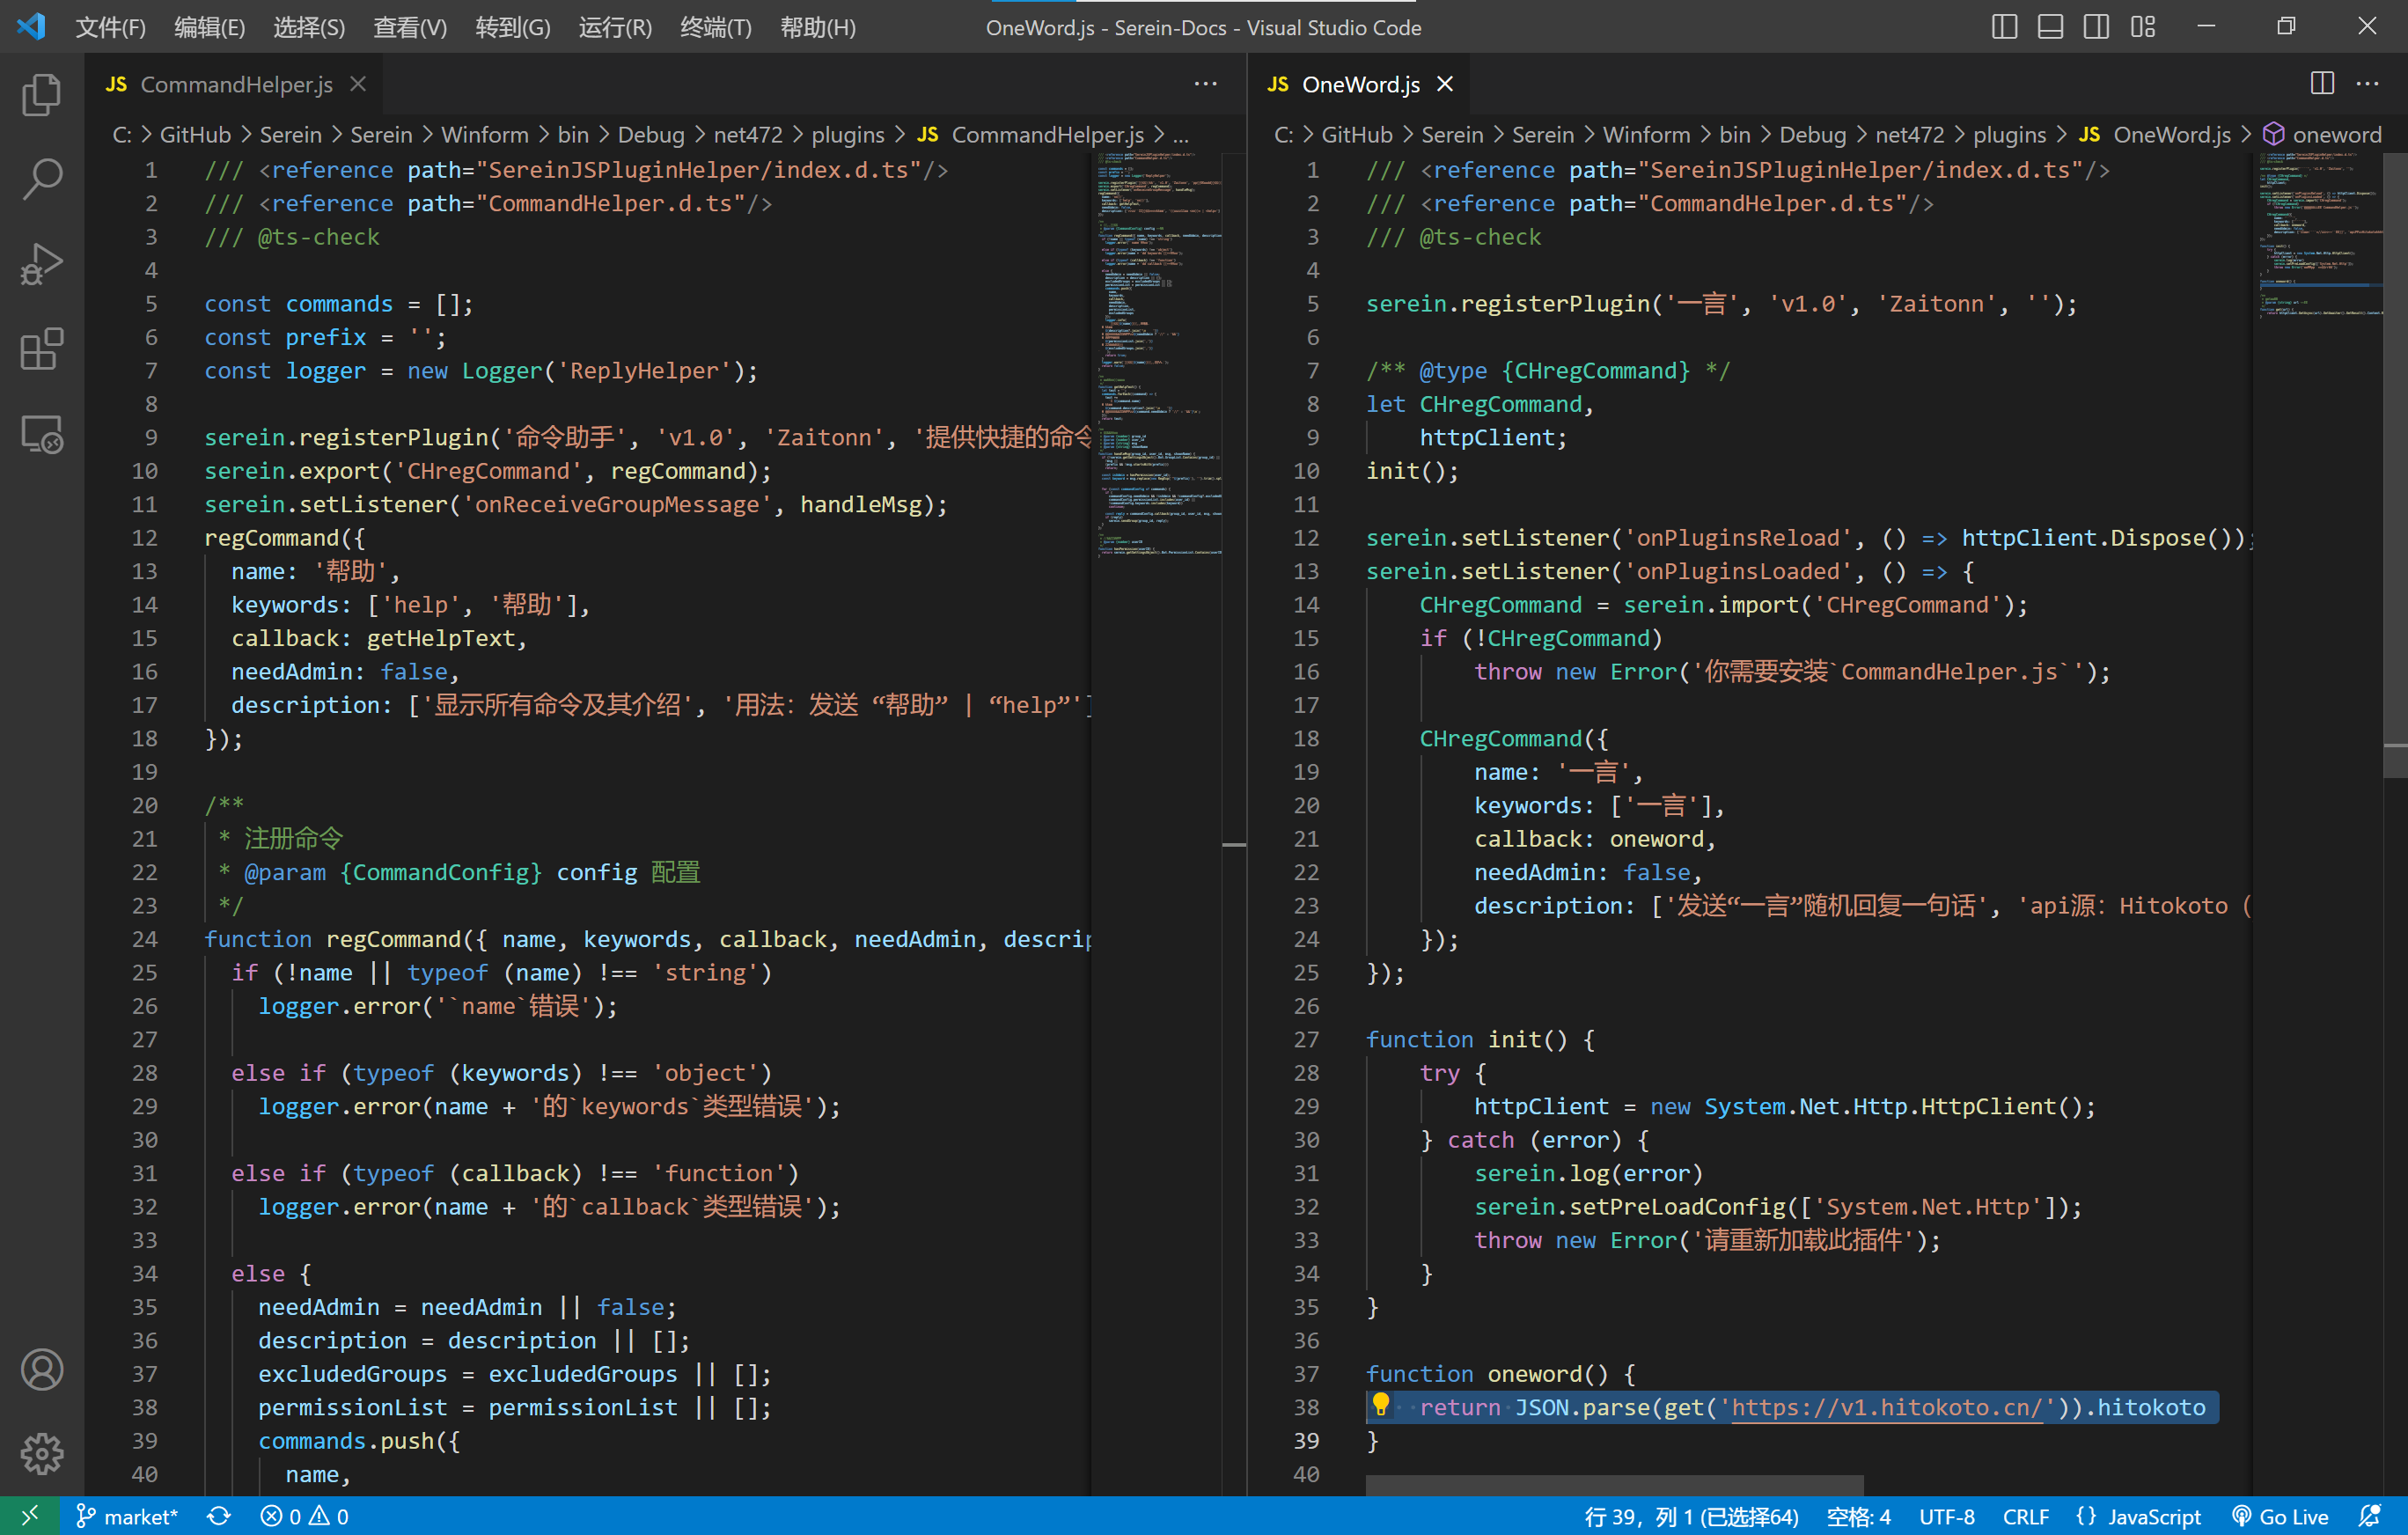 文件(F) 编辑(E) 选择(S) 查看(V) 转到(G) 运行(R) 终端(T) 帮助(H) OneWord.js - Serein-Docs - Visual Studio Code
JS CommandHelper.js
C: > GitHub > Serein > Serein > Winform > bin > Debug > net472 > plugins > JS CommandHelper.js > ...
1 /// <reference path="SereinJSPluginHelper/index.d.ts"/>
2 /// <reference path="CommandHelper.d.ts"/>
3 /// @ts-check
4
5 const commands = [];
6 const prefix = '';
7 const logger = new Logger('ReplyHelper');
8
9 serein.registerPlugin('命令助手', 'v1.0', 'Zaitonn', '提供快捷的命令
10 serein.export('CHregCommand', regCommand);
11 serein.setListener('onReceiveGroupMessage', handleMsg);
12 regCommand({
13 name: '帮助',
14 keywords: ['help', '帮助'],
15 callback: getHelpText,
16 needAdmin: false,
17 description: ['显示所有命令及其介绍', '用法：发送 “帮助” | “help”']
18 });
19
20 /**
21 * 注册命令
22 * @param {CommandConfig} config 配置
23 */
24 function regCommand({ name, keywords, callback, needAdmin, descrip
25 if (!name || typeof (name) !== 'string')
26 logger.error('`name`错误');
27
28 else if (typeof (keywords) !== 'object')
29 logger.error(name + '的`keywords`类型错误');
30
31 else if (typeof (callback) !== 'function')
32 logger.error(name + '的`callback`类型错误');
33
34 else {
35 needAdmin = needAdmin || false;
36 description = description || [];
37 excludedGroups = excludedGroups || [];
38 permissionList = permissionList || [];
39 commands.push({
40 name,
JS OneWord.js
C: > GitHub > Serein > Serein > Winform > bin > Debug > net472 > plugins > JS OneWord.js > oneword
1 /// <reference path="SereinJSPluginHelper/index.d.ts"/>
2 /// <reference path="CommandHelper.d.ts"/>
3 /// @ts-check
4
5 serein.registerPlugin('一言', 'v1.0', 'Zaitonn', '');
6
7 /** @type {CHregCommand} */
8 let CHregCommand,
9 httpClient;
10 init();
11
12 serein.setListener('onPluginsReload', () => httpClient.Dispose());
13 serein.setListener('onPluginsLoaded', () => {
14 CHregCommand = serein.import('CHregCommand');
15 if (!CHregCommand)
16 throw new Error('你需要安装`CommandHelper.js`');
17
18 CHregCommand({
19 name: '一言',
20 keywords: ['一言'],
21 callback: oneword,
22 needAdmin: false,
23 description: ['发送“一言”随机回复一句话', 'api源：Hitokoto（
24 });
25 });
26
27 function init() {
28 try {
29 httpClient = new System.Net.Http.HttpClient();
30 } catch (error) {
31 serein.log(error)
32 serein.setPreLoadConfig(['System.Net.Http']);
33 throw new Error('请重新加载此插件');
34 }
35 }
36
37 function oneword() {
38 return JSON.parse(get('https://v1.hitokoto.cn/')).hitokoto
39 }
40
market* 0 0 行 39，列 1 (已选择64) 空格: 4 UTF-8 CRLF {} JavaScript Go Live